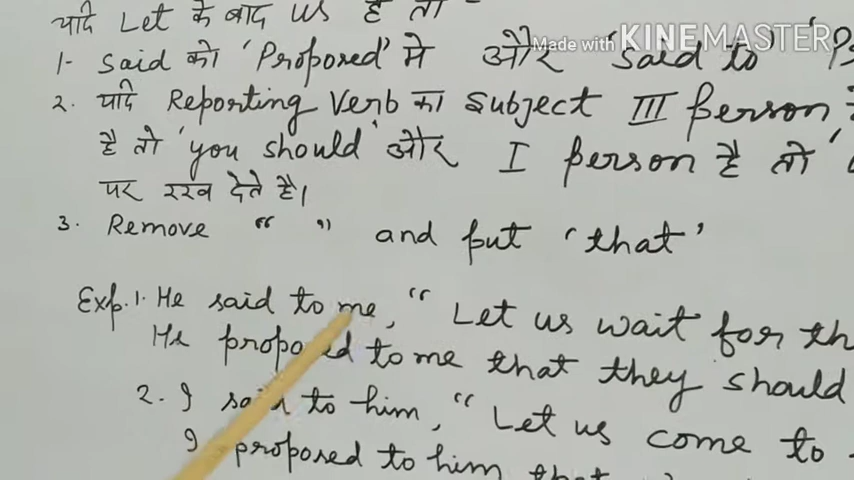 यदि Let के बाद us है तो
1- Said को 'Proposed' मे और 'said to'
Made with KINEMASTER
2. यदि Reporting Verb का Subject III person
है तो 'you should' और I person है तो
पर रख देते है।
3. Remove “ ” and put 'that'
Exp. 1. He said to me, “Let us wait for
He proposed to me that they should
2. I said to him, “Let us come to
I proposed to him that